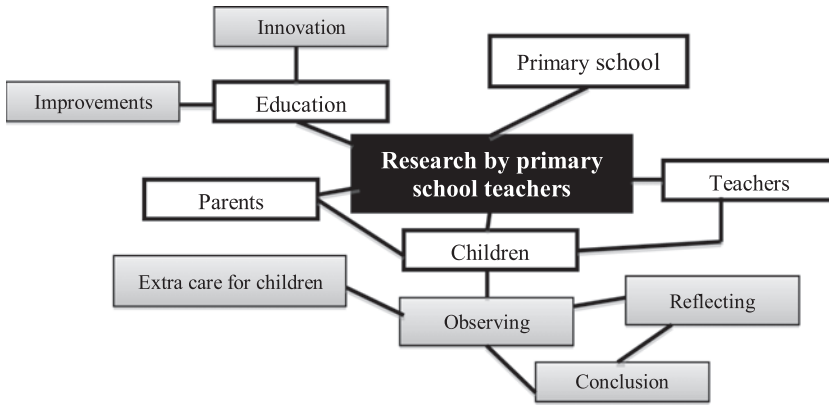 Innovation
Primary school
Improvements
Education
Research by primary
school teachers
Teachers
Parents
Children
Extra care for children
Reflecting
Observing
Conclusion